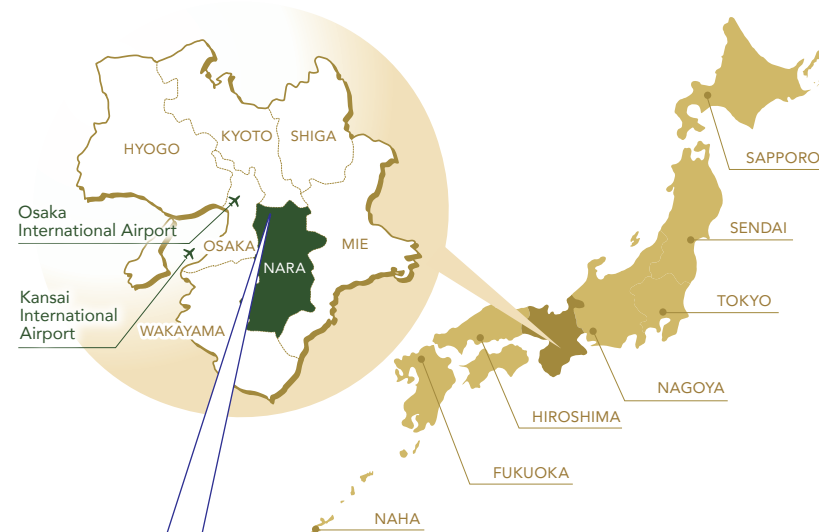 HYOGO
KYOTO
SHIGA
Osaka
International Airport
OSAKA
MIE
NARA
Kansai
International
Airport
WAKAYAMA
SAPPORO
SENDAI
TOKYO
NAGOYA
HIROSHIMA
FUKUOKA
NAHA